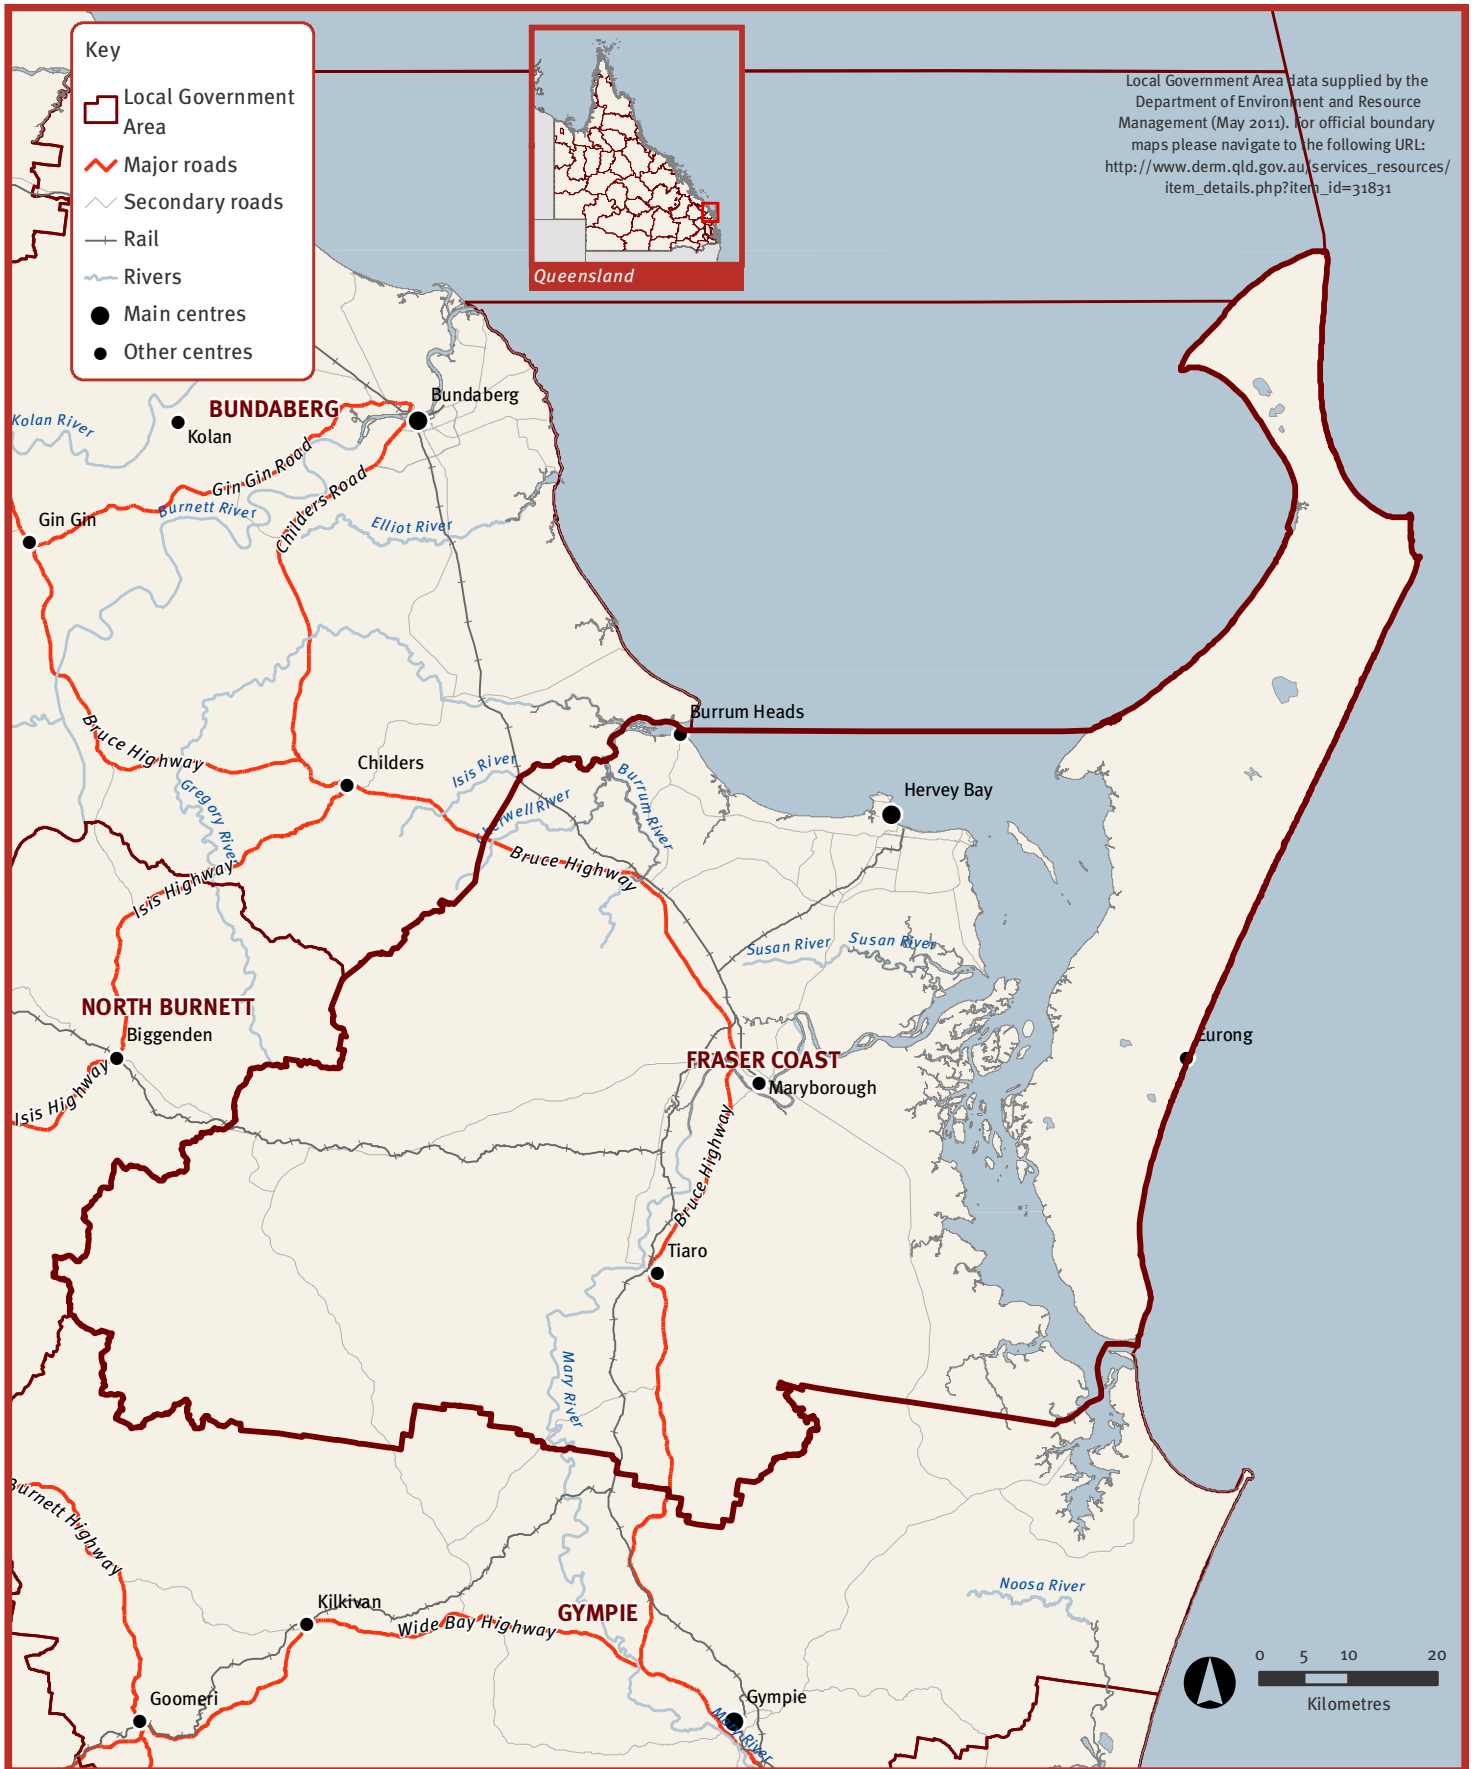 Key
Local Government
Area
Major roads
Secondary roads
Rail
Rivers
Main centres
Other centres
Queensland
Local Government Area data supplied by the
Department of Environment and Resource
Management (May 2011). For official boundary
maps please navigate to the following URL:
http://www.derm.qld.gov.au/services_resources/
item_details.php?item_id=31831
Bundaberg
BUNDABERG
Kolan River
Kolan
Gin Gin Road
Childers Road
Burnett River
Gin Gin
Elliot River
Burrum Heads
Bruce Highway
Childers
Isis River
Burrum River
Gregory River
Hervey Bay
Cherwell River
Bruce Highway
Isis Highway
Susan River
Susan River
NORTH BURNETT
Biggenden
Eurong
FRASER COAST
Maryborough
Isis Highway
Bruce Highway
Tiaro
Mary River
Burnett Highway
Noosa River
Kilkivan
GYMPIE
Wide Bay Highway
Goomeri
Gympie
Mary River
0 5 10 20
Kilometres